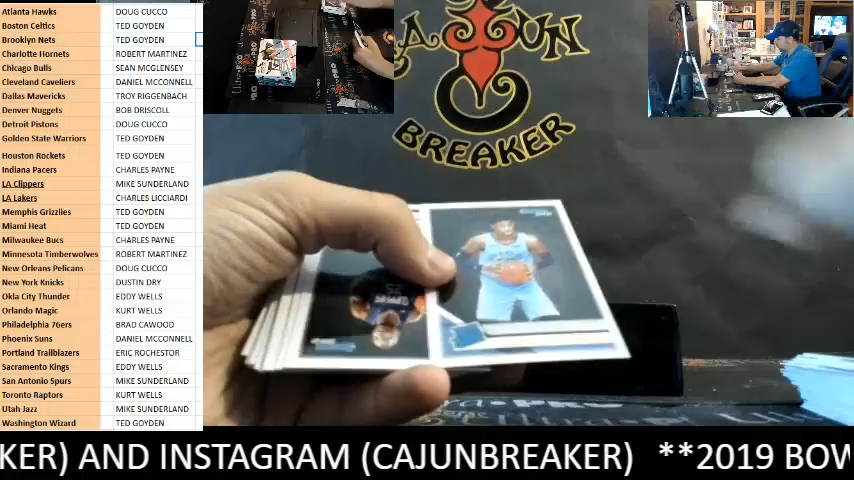 Atlanta Hawks DOUG CUCCO
Boston Celtics TED GOYDEN
Brooklyn Nets TED GOYDEN
Charlotte Hornets ROBERT MARTINEZ
Chicago Bulls SEAN MCGLENSEY
Cleveland Caveliers DANIEL MCCONNELL
Dallas Mavericks TROY RIGGENBACH
Denver Nuggets BOB DRISCOLL
Detroit Pistons DOUG CUCCO
Golden State Warriors TED GOYDEN
Houston Rockets TED GOYDEN
Indiana Pacers CHARLES PAYNE
LA Clippers MIKE SUNDERLAND
LA Lakers CHARLES LICCIARDI
Memphis Grizzlies TED GOYDEN
Miami Heat TED GOYDEN
Milwaukee Bucs CHARLES PAYNE
Minnesota Timberwolves ROBERT MARTINEZ
New Orleans Pelicans DOUG CUCCO
New York Knicks DUSTIN DRY
Okla City Thunder EDDY WELLS
Orlando Magic KURT WELLS
Philadelphia 76ers BRAD CAWOOD
Phoenix Suns DANIEL MCCONNELL
Portland Trailblazers ERIC ROCHESTOR
Sacramento Kings EDDY WELLS
San Antonio Spurs MIKE SUNDERLAND
Toronto Raptors KURT WELLS
Utah Jazz MIKE SUNDERLAND
Washington Wizard TED GOYDEN
BREAKER
KER) AND INSTAGRAM (CAJUNBREAKER) **2019 BOW